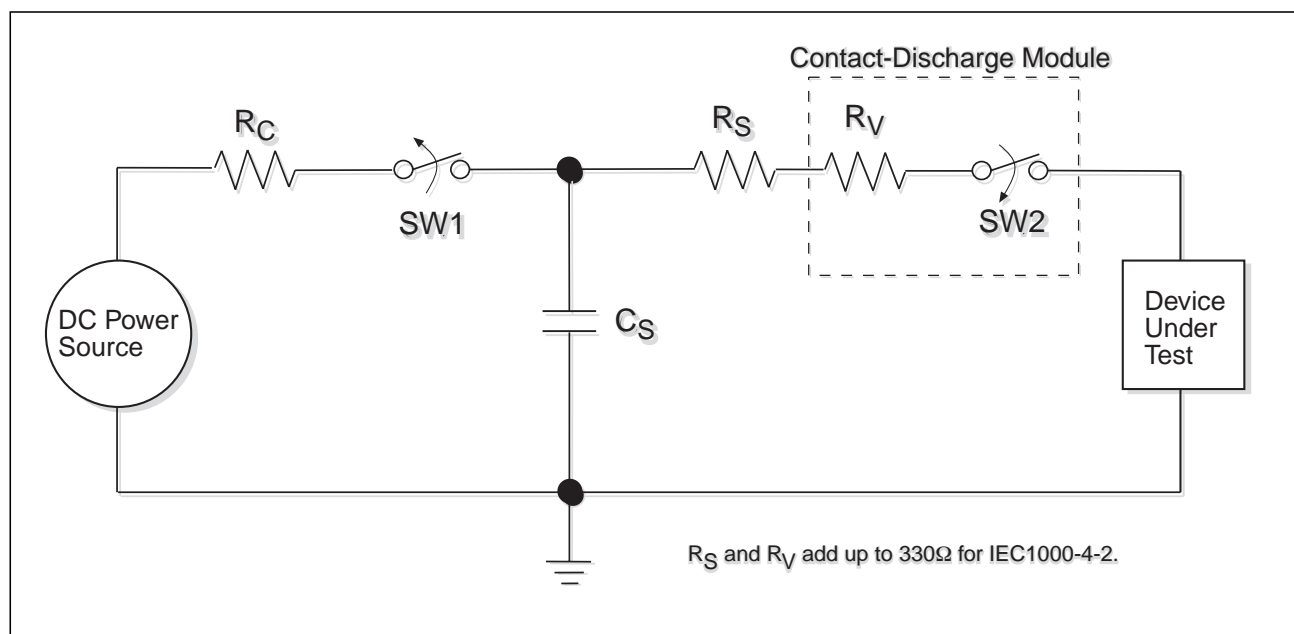 Contact-Discharge Module
RC
RS
RV
SW1
SW2
DC Power
Source
CS
Device
Under
Test
RS and RV add up to 330Ω for IEC1000-4-2.